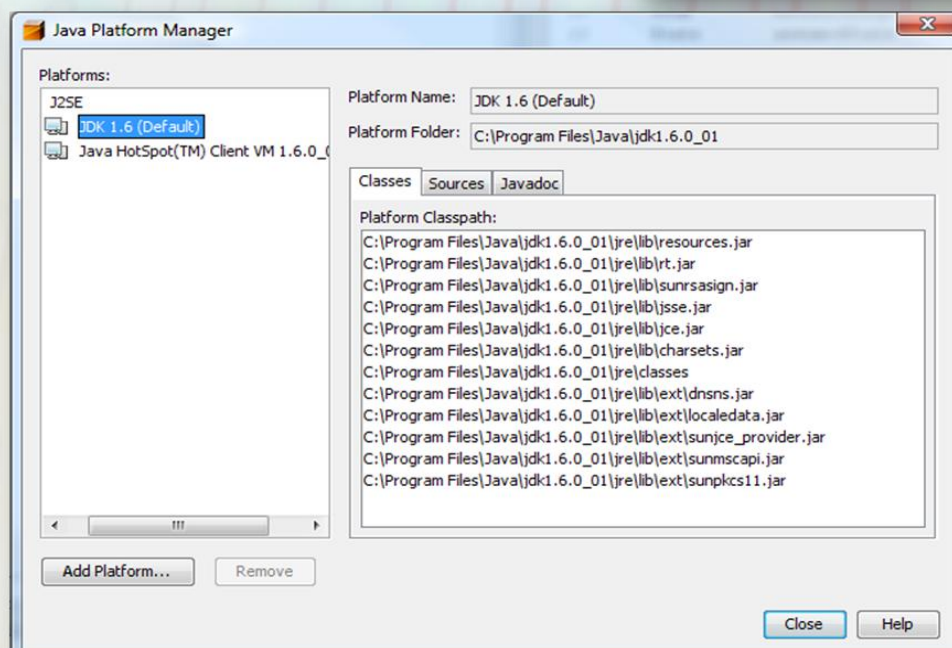 Java Platform Manager
Platforms:
J2SE
JDK 1.6 (Default)
Java HotSpot(TM) Client VM 1.6.0_
Platform Name: JDK 1.6 (Default)
Platform Folder: C:\Program Files\Java\jdk1.6.0_01
Classes Sources Javadoc
Platform Classpath:
C:\Program Files\Java\jdk1.6.0_01\jre\lib\resources.jar
C:\Program Files\Java\jdk1.6.0_01\jre\lib\rt.jar
C:\Program Files\Java\jdk1.6.0_01\jre\lib\sunrsasign.jar
C:\Program Files\Java\jdk1.6.0_01\jre\lib\jsse.jar
C:\Program Files\Java\jdk1.6.0_01\jre\lib\jce.jar
C:\Program Files\Java\jdk1.6.0_01\jre\lib\charsets.jar
C:\Program Files\Java\jdk1.6.0_01\jre\classes
C:\Program Files\Java\jdk1.6.0_01\jre\lib\ext\dnsns.jar
C:\Program Files\Java\jdk1.6.0_01\jre\lib\ext\localedata.jar
C:\Program Files\Java\jdk1.6.0_01\jre\lib\ext\sunjce_provider.jar
C:\Program Files\Java\jdk1.6.0_01\jre\lib\ext\sunmscapi.jar
C:\Program Files\Java\jdk1.6.0_01\jre\lib\ext\sunpkcs11.jar
Add Platform... Remove
Close Help